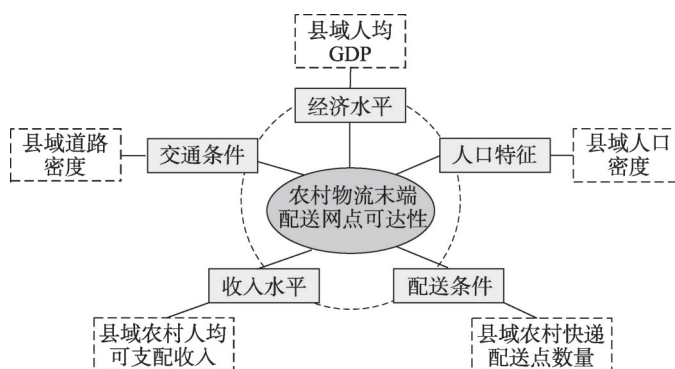 县域人均
GDP
经济水平
县域道路
密度
交通条件
人口特征
县域人口
密度
农村物流末端
配送网点可达性
收入水平
配送条件
县域农村人均
可支配收入
县域农村快递
配送点数量